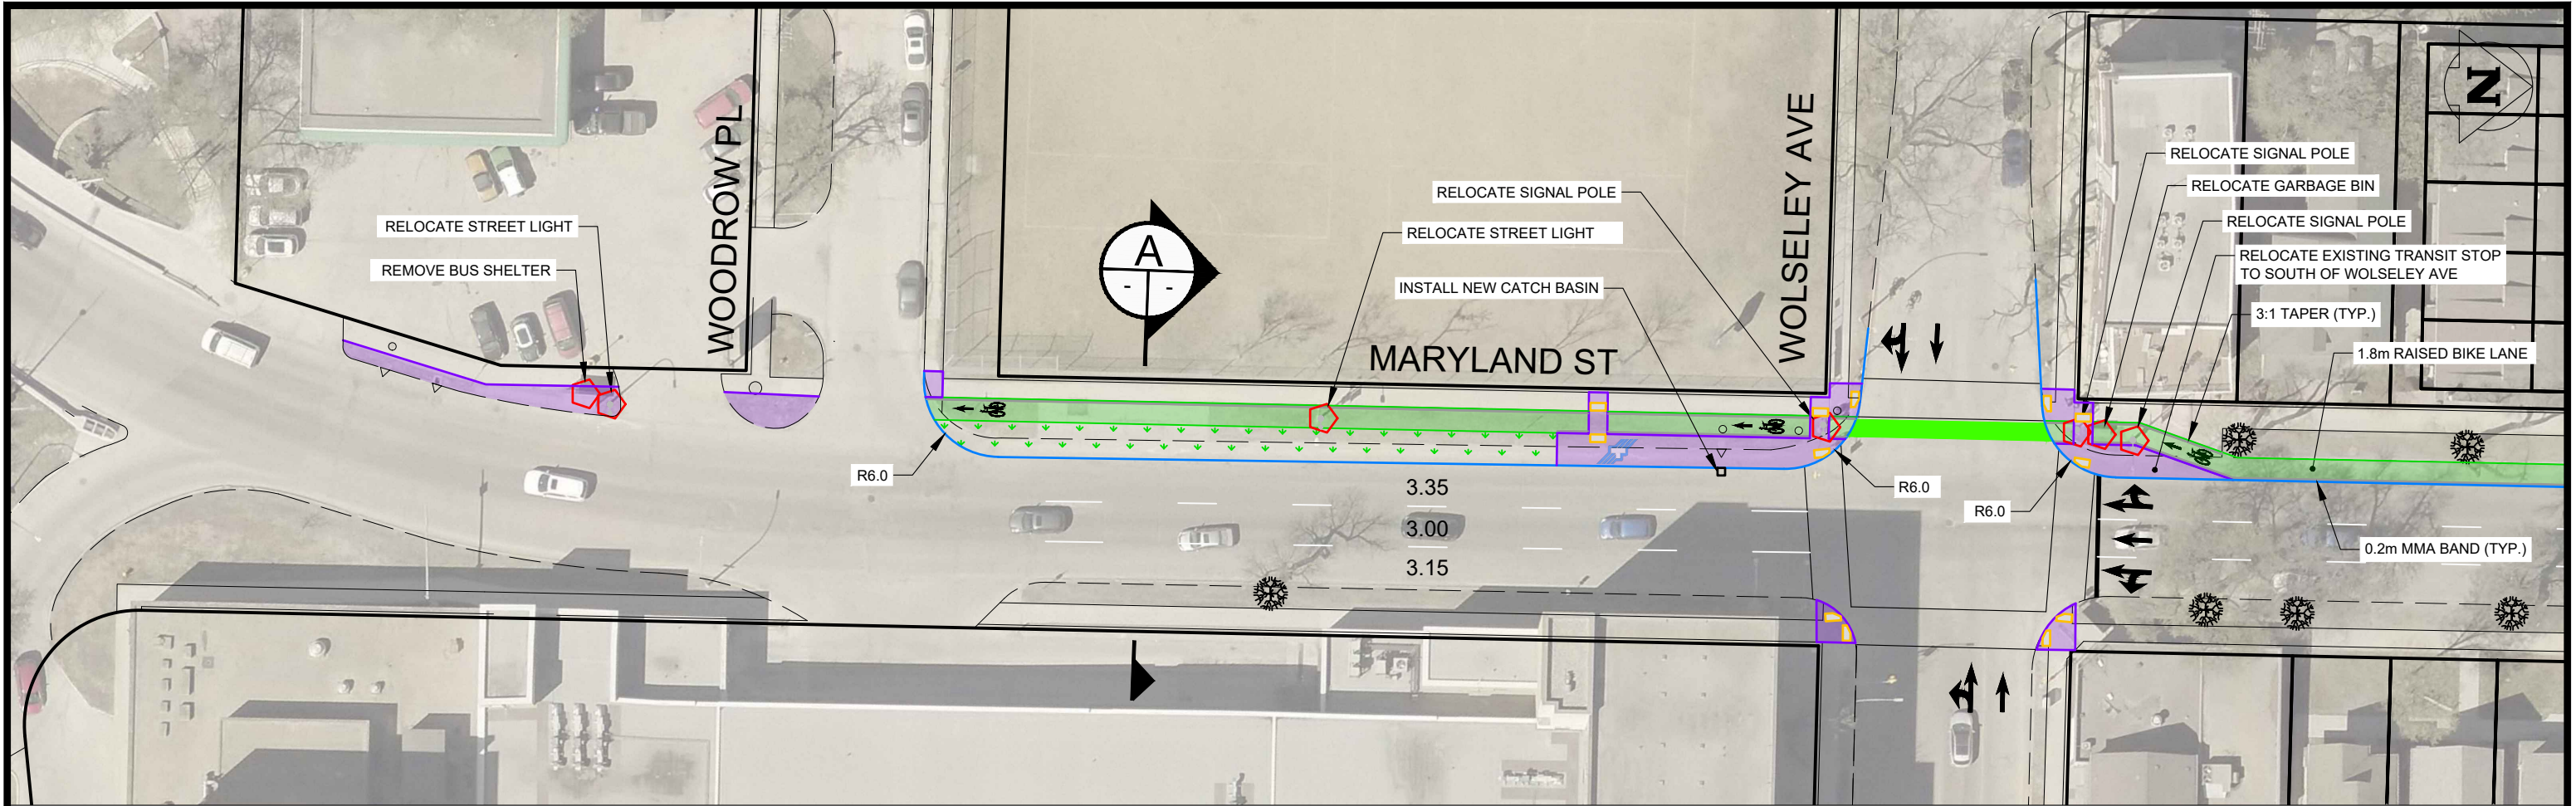 N
RELOCATE SIGNAL POLE
RELOCATE GARBAGE BIN
RELOCATE SIGNAL POLE
RELOCATE EXISTING TRANSIT STOP
TO SOUTH OF WOLSELEY AVE
3:1 TAPER (TYP.)
1.8m RAISED BIKE LANE
RELOCATE SIGNAL POLE
RELOCATE STREET LIGHT
INSTALL NEW CATCH BASIN
RELOCATE STREET LIGHT
REMOVE BUS SHELTER
WOODROW PL
WOLSELEY AVE
A
- -
MARYLAND ST
R6.0
3.35
R6.0
R6.0
3.00
0.2m MMA BAND (TYP.)
3.15